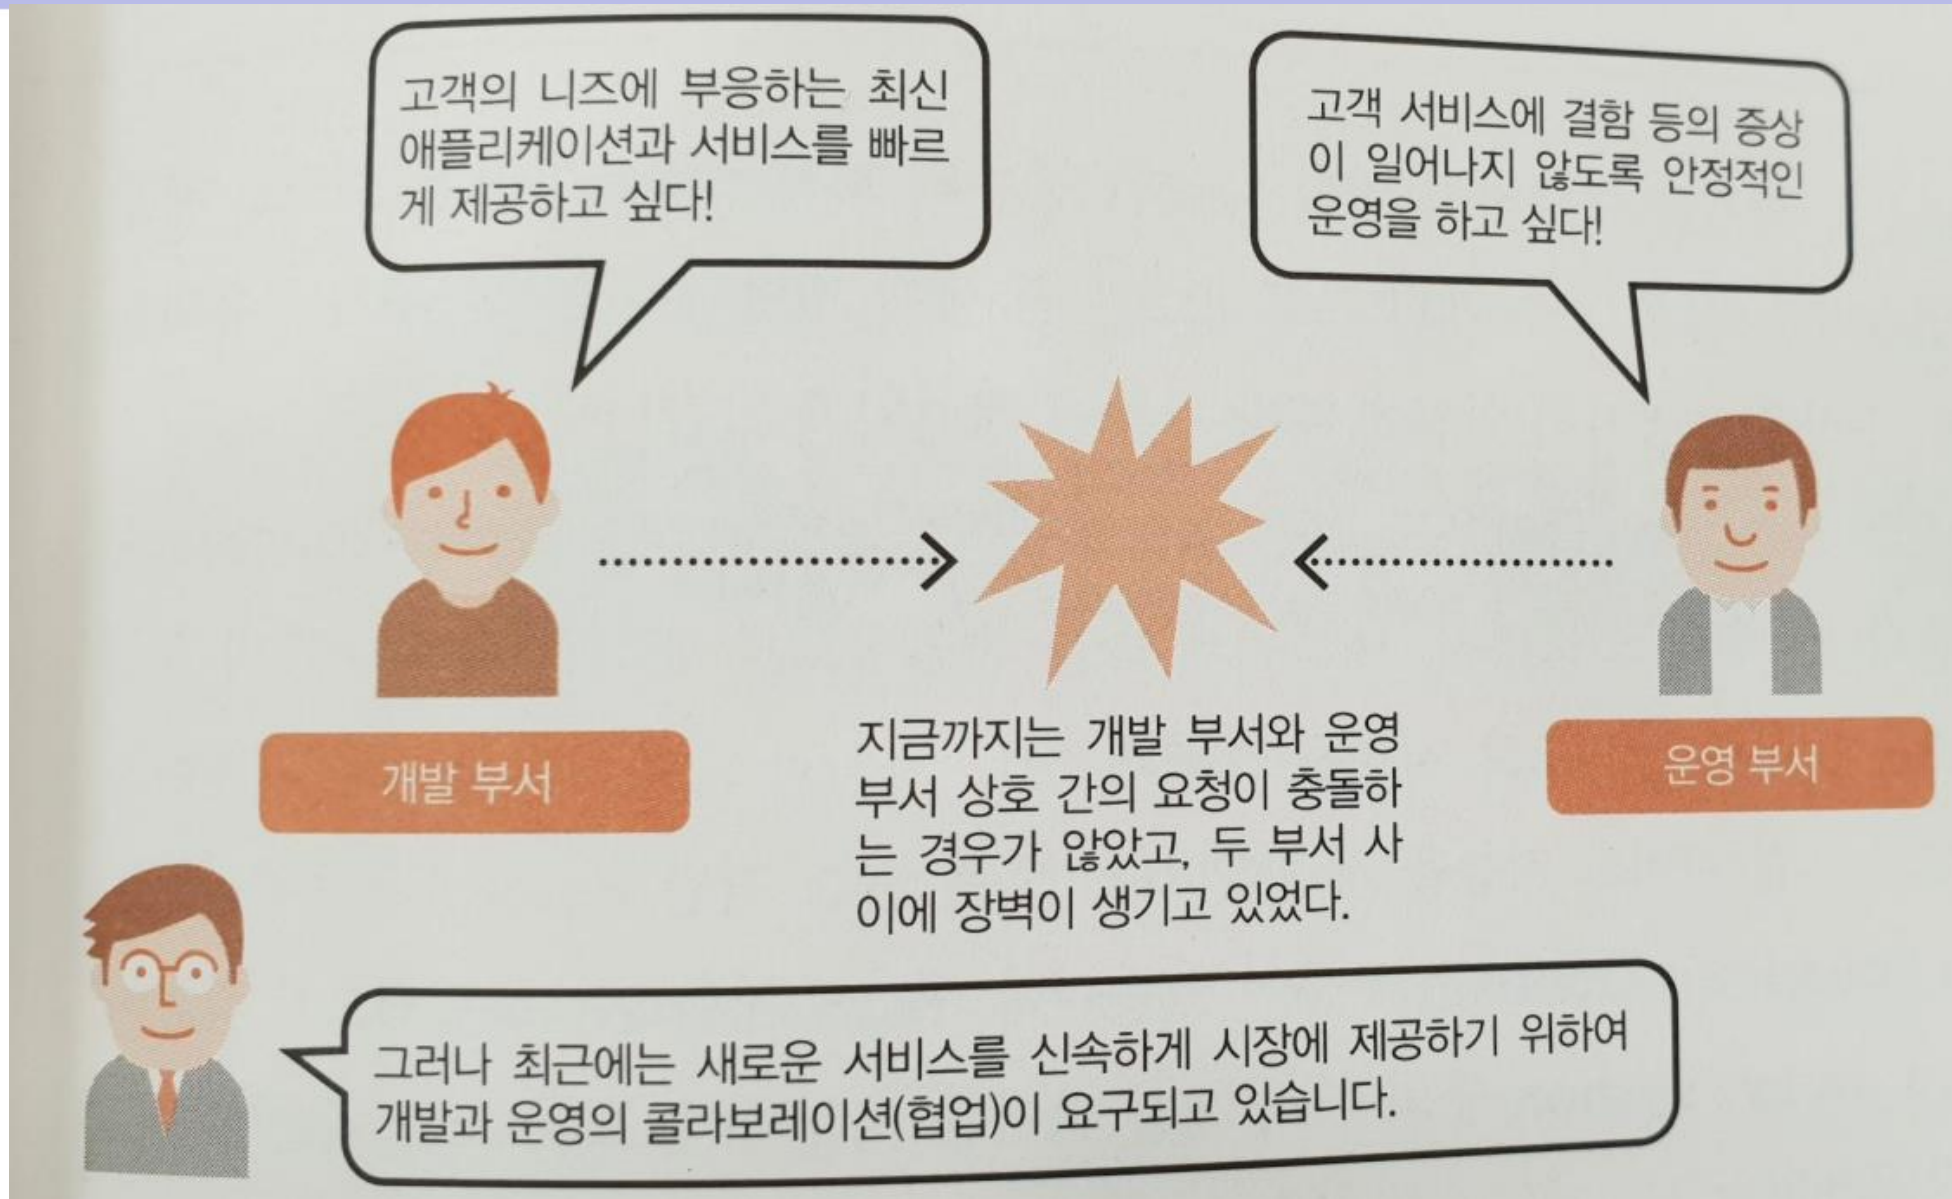 고객의 니즈에 부응하는 최신
애플리케이션과 서비스를 빠르
게 제공하고 싶다!
고객 서비스에 결함 등의 증상
이 일어나지 않도록 안정적인
운영을 하고 싶다!
개발 부서
운영 부서
지금까지는 개발 부서와 운영
부서 상호 간의 요청이 충돌하
는 경우가 않았고, 두 부서 사
이에 장벽이 생기고 있었다.
그러나 최근에는 새로운 서비스를 신속하게 시장에 제공하기 위하여
개발과 운영의 콜라보레이션(협업)이 요구되고 있습니다.